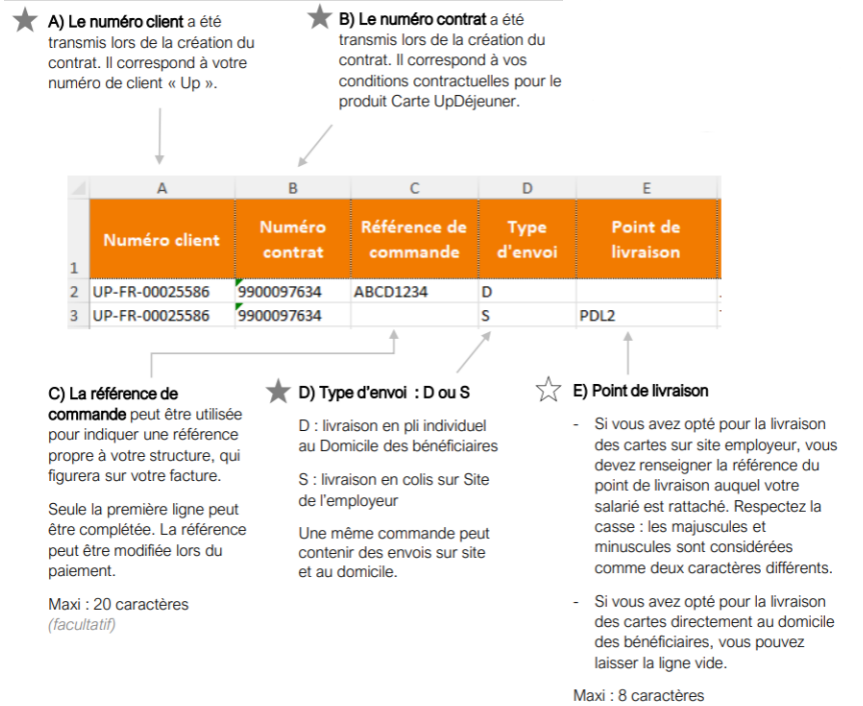 A) Le numéro client a été
transmis lors de la création du
contrat. Il correspond à votre
numéro de client « Up ».
B) Le numéro contrat a été
transmis lors de la création du
contrat. Il correspond à vos
conditions contractuelles pour le
produit Carte UpDéjeuner.
A B C D E
1 Numéro client Numéro contrat Référence de commande Type d'envoi Point de livraison
2 UP-FR-00025586 9900097634 ABCD1234 D
3 UP-FR-00025586 9900097634 S PDL2
C) La référence de
commande peut être utilisée
pour indiquer une référence
propre à votre structure, qui
figurera sur votre facture.
Seule la première ligne peut
être complétée. La référence
peut être modifiée lors du
paiement.
Maxi : 20 caractères
(facultatif)
D) Type d'envoi : D ou S
D : livraison en pli individuel
au Domicile des bénéficiaires
S : livraison en colis sur Site
de l'employeur
Une même commande peut
contenir des envois sur site
et au domicile.
E) Point de livraison
- Si vous avez opté pour la livraison
des cartes sur site employeur, vous
devez renseigner la référence du
point de livraison auquel votre
salarié est rattaché. Respectez la
casse : les majuscules et
minuscules sont considérées
comme deux caractères différents.
- Si vous avez opté pour la livraison
des cartes directement au domicile
des bénéficiaires, vous pouvez
laisser la ligne vide.
Maxi : 8 caractères